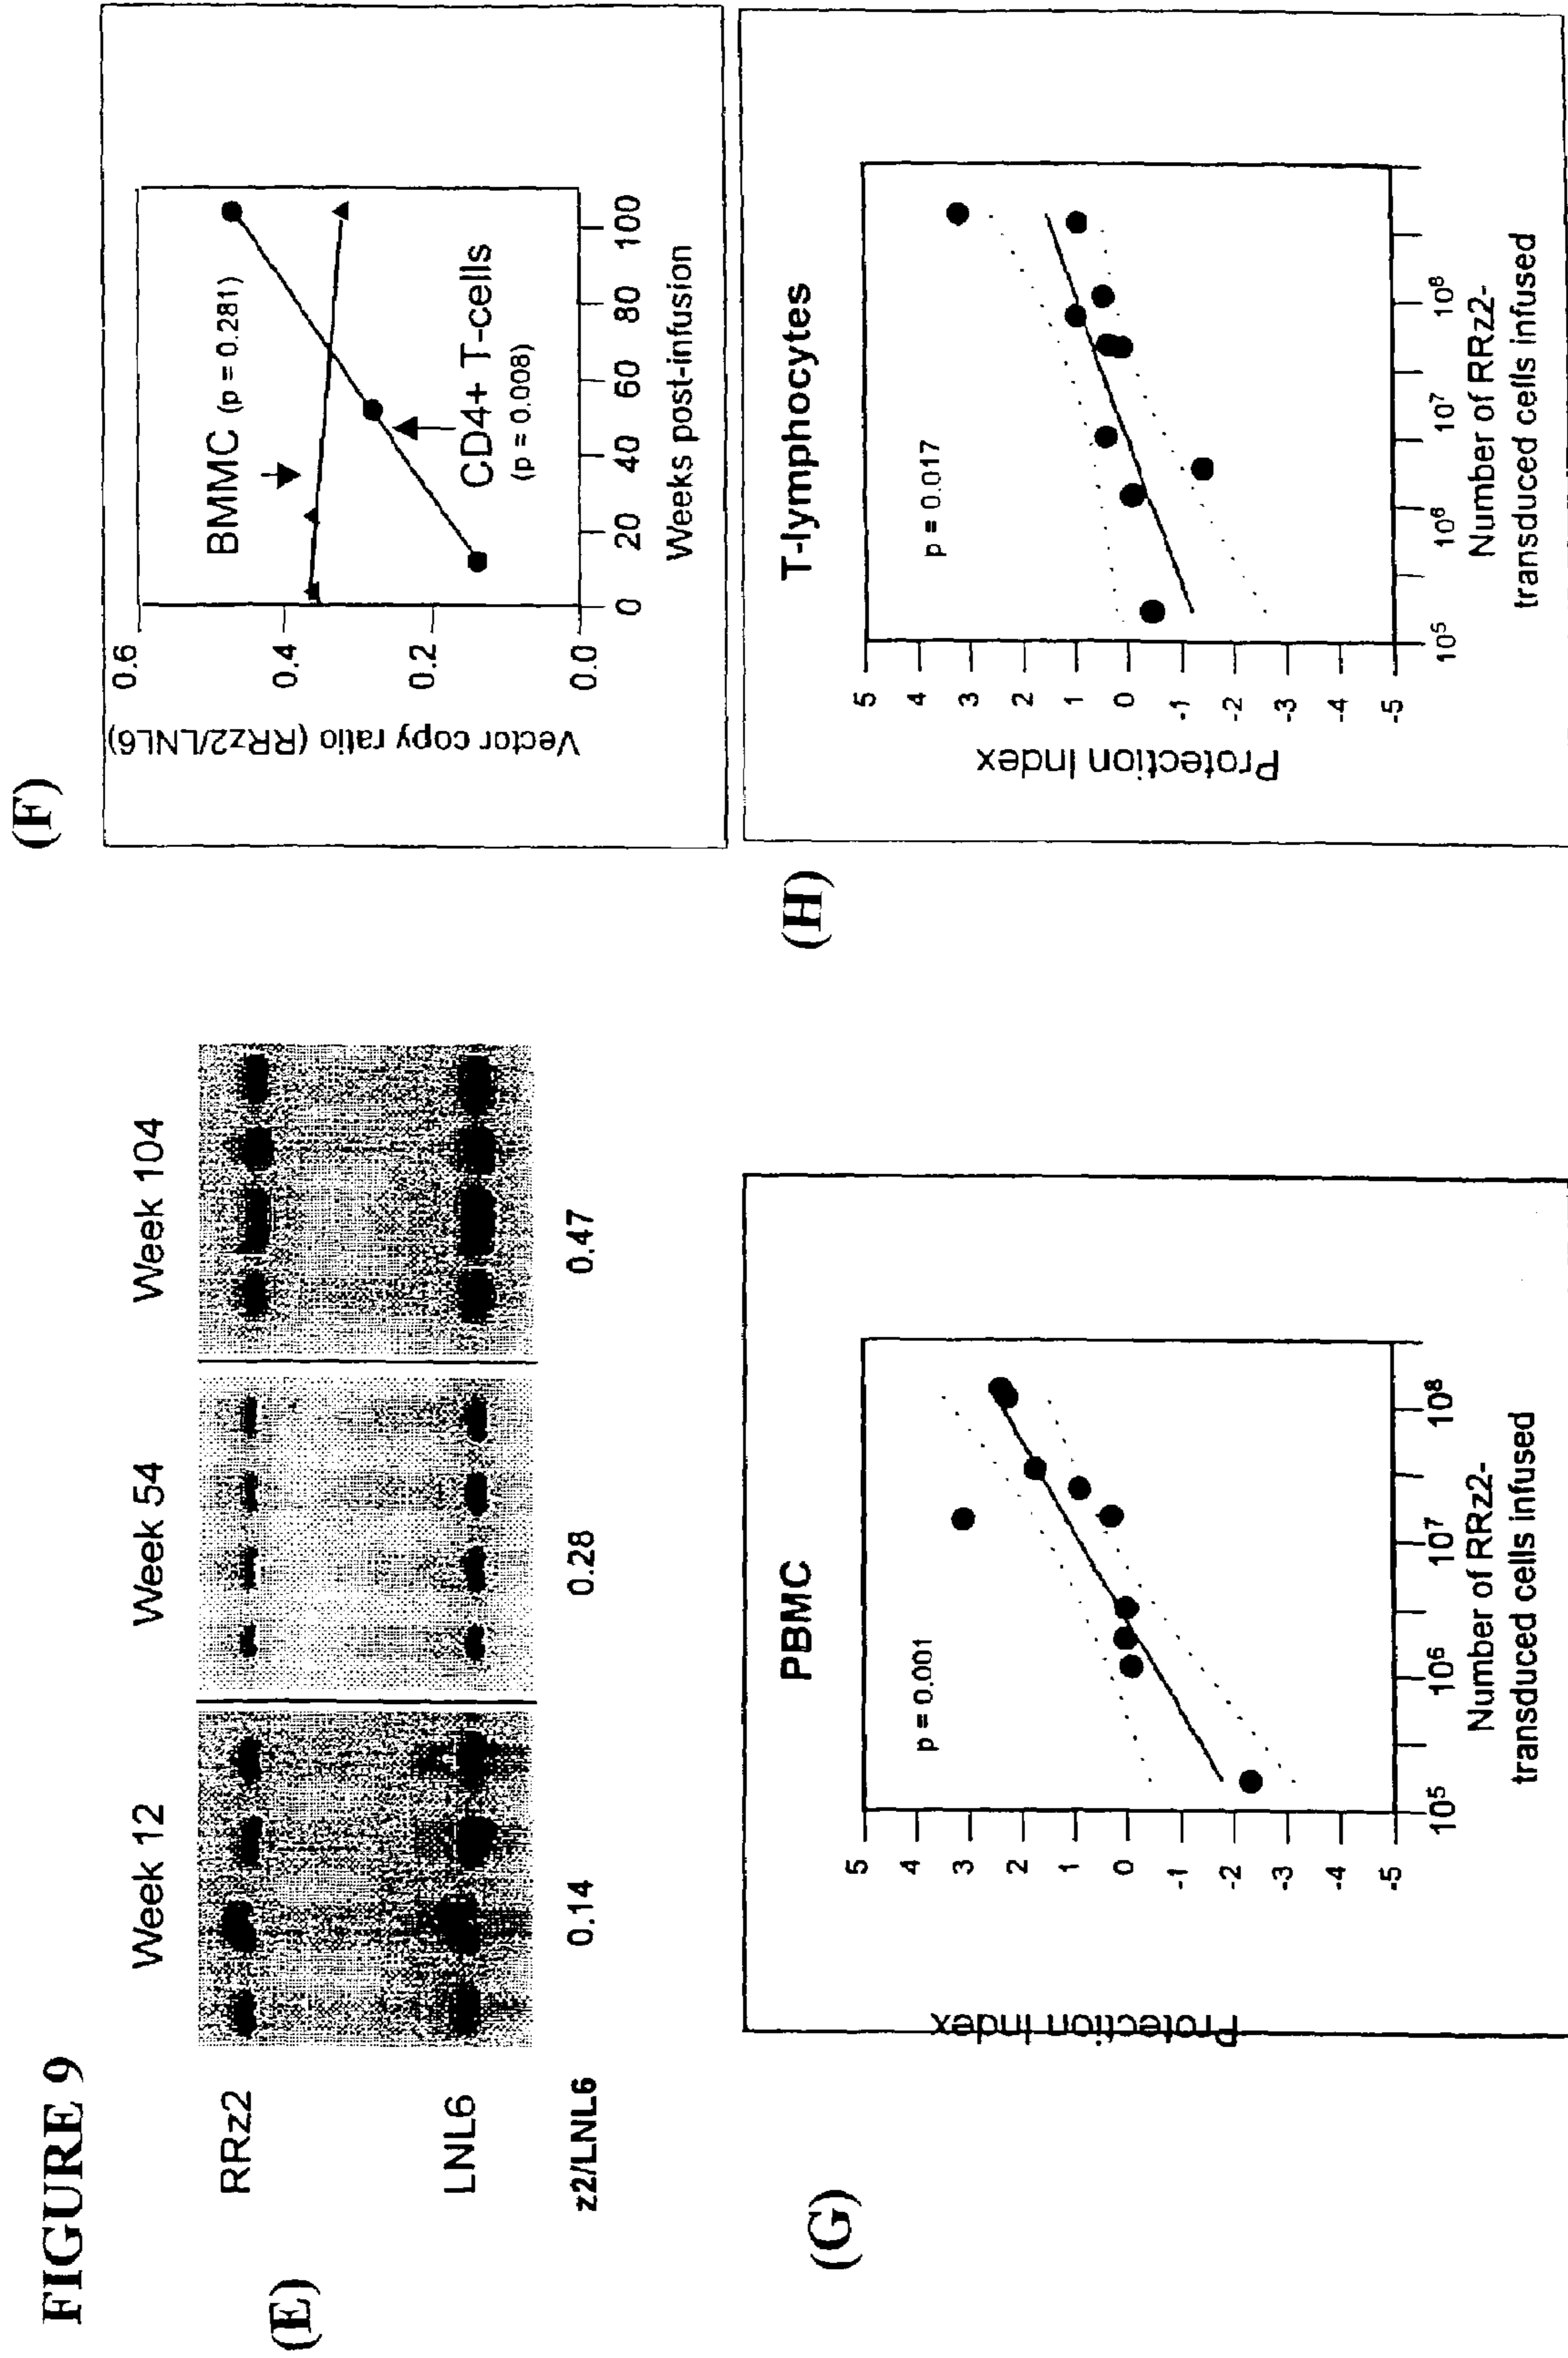 FIGURE 9
(E)
Week 12
Week 54
Week 104
RRz2
LNL6
z2/LNL6
0.14
0.28
0.47
(F)
Vector copy ratio (RRz2/LNL6)
0.6
0.4
0.2
0.0
BMMC (p = 0.281)
CD4+ T-cells
(p = 0.008)
0
20
40
60
80
100
Weeks post-infusion
(G)
PBMC
Protection Index
5
4
3
2
1
0
-1
-2
-3
-4
-5
p = 0.001
10⁵
10⁶
10⁷
10⁸
Number of RRz2-
transduced cells infused
(H)
T-lymphocytes
Protection Index
5
4
3
2
1
0
-1
-2
-3
-4
-5
p = 0.017
10⁵
10⁶
10⁷
10⁸
Number of RRz2-
transduced cells infused